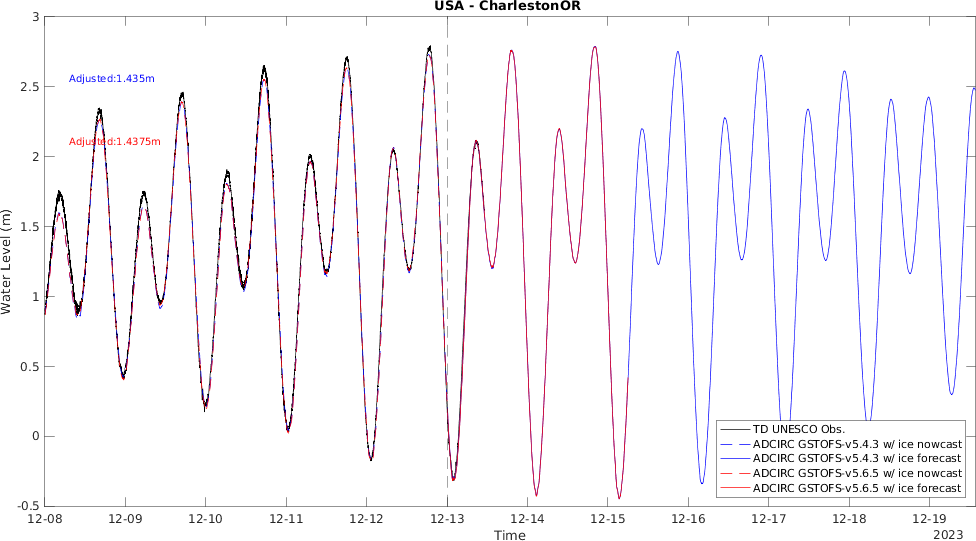 USA - CharlestonOR
3
2.5
2
1.5
1
0.5
0
-0.5
Water Level (m)
Adjusted:1.435m
Adjusted:1.4375m
TD UNESCO Obs.
ADCIRC GSTOFS-v5.4.3 w/ ice nowcast
ADCIRC GSTOFS-v5.4.3 w/ ice forecast
ADCIRC GSTOFS-v5.6.5 w/ ice nowcast
ADCIRC GSTOFS-v5.6.5 w/ ice forecast
12-08 12-09 12-10 12-11 12-12 12-13 12-14 12-15 12-16 12-17 12-18 12-19
Time
2023